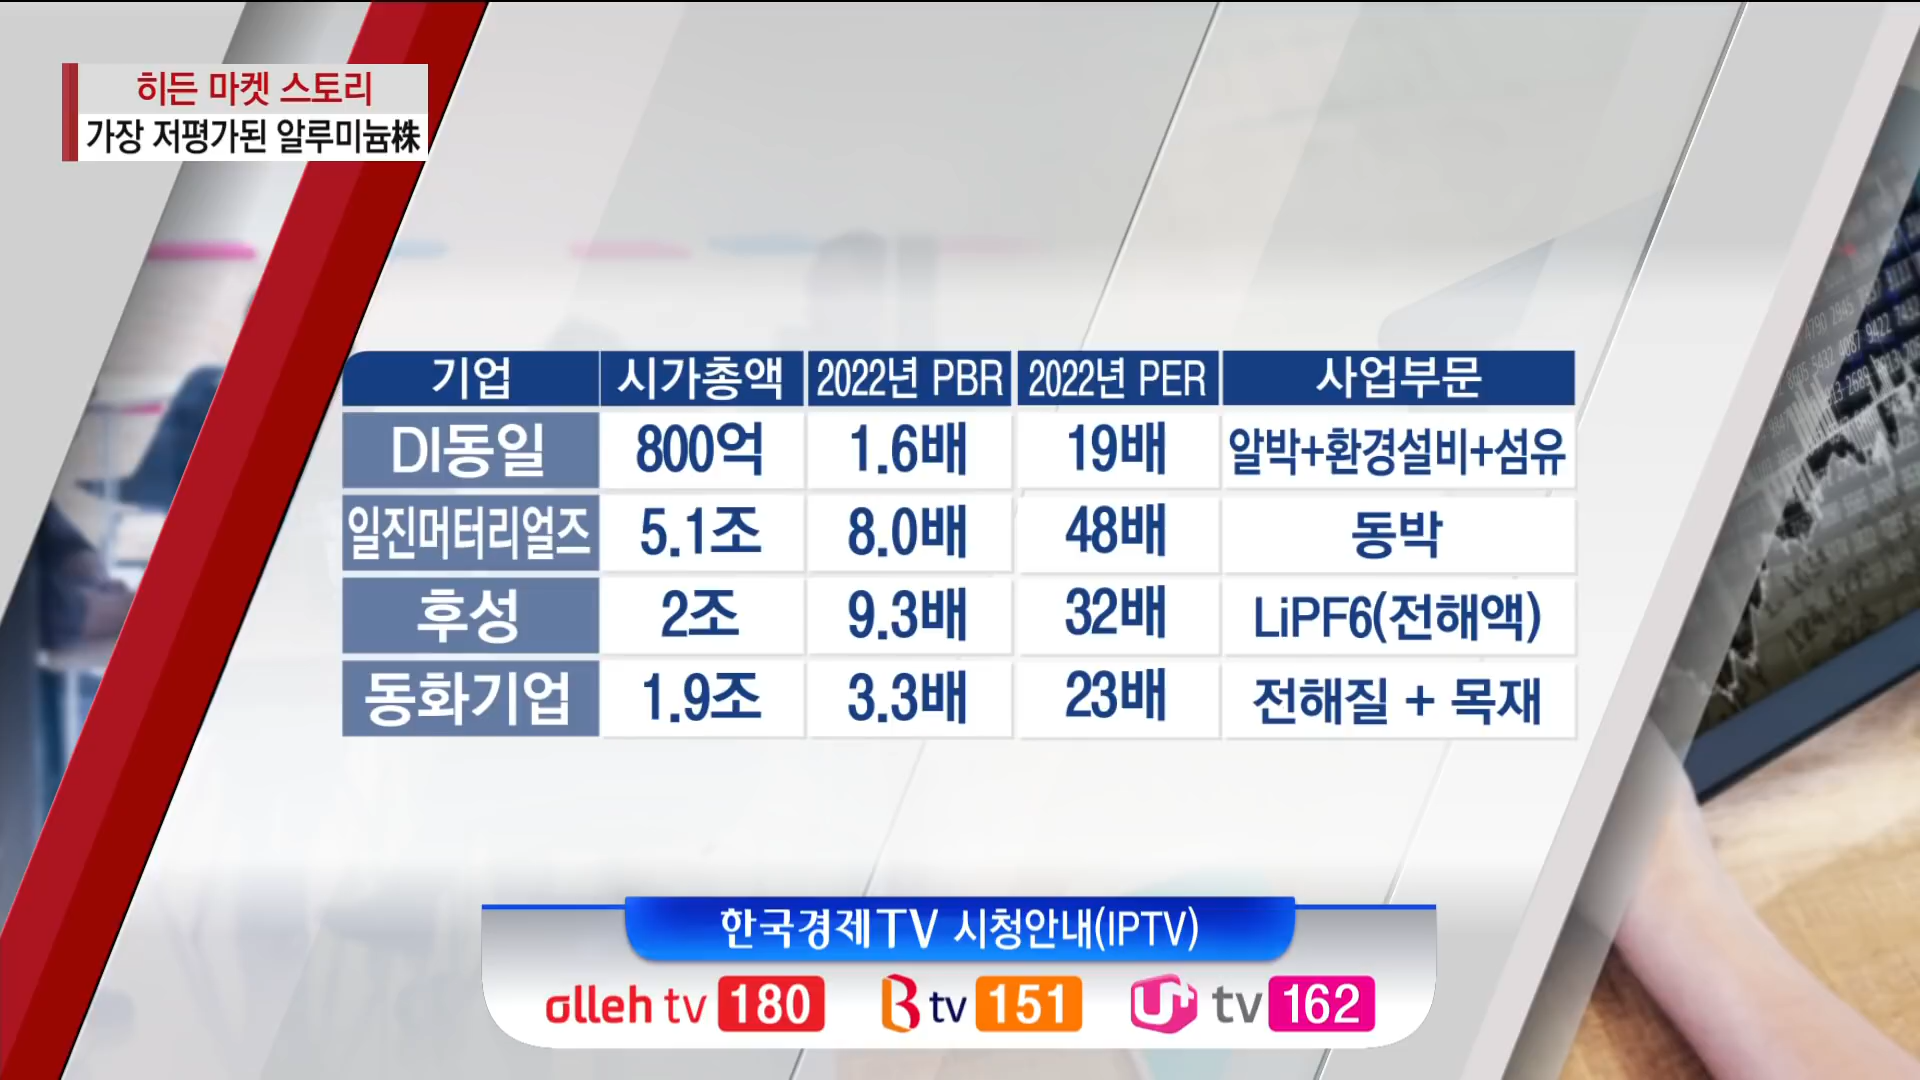 히든 마켓 스토리
가장 저평가된 알루미늄株
기업 시가총액 2022년 PBR 2022년 PER 사업부문
DI동일 800억 1.6배 19배 알박+환경설비+섬유
일진머터리얼즈 5.1조 8.0배 48배 동박
후성 2조 9.3배 32배 LiPF6(전해액)
동화기업 1.9조 3.3배 23배 전해질 + 목재
한국경제TV 시청안내(IPTV)
olleh tv 180 B tv 151 U+ tv 162